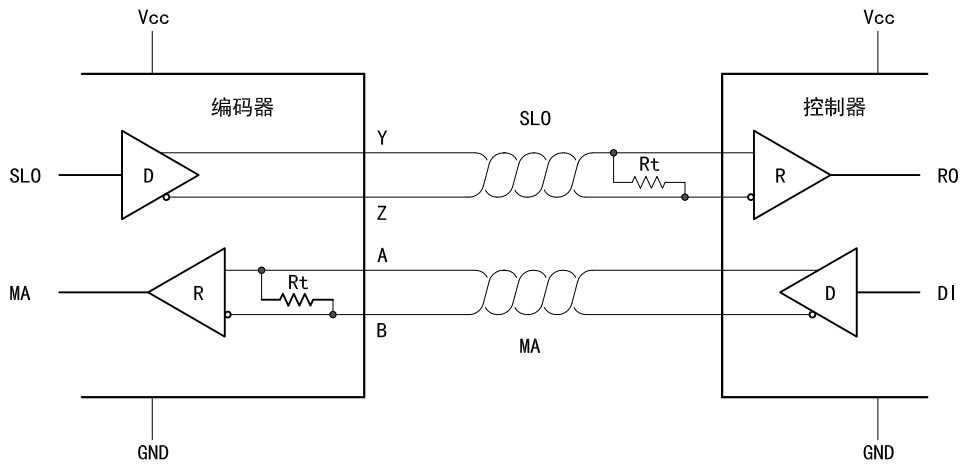 Vcc Vcc
编码器 SLO 控制器
Y
SLO D Rt R RO
Z
A
MA R Rt D DI
B MA
GND GND